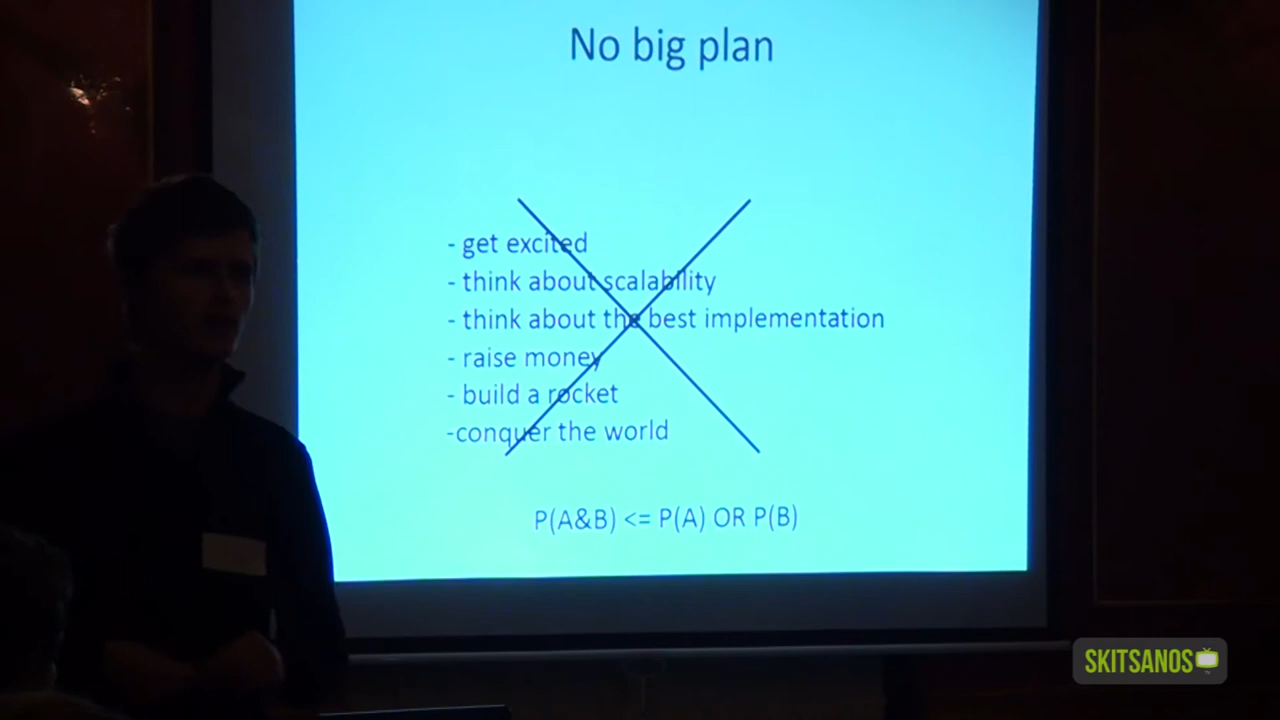 No big plan
- get excited
- think about scalability
- think about the best implementation
- raise money
- build a rocket
-conquer the world
P(A&B) <= P(A) OR P(B)
SKITSANOS